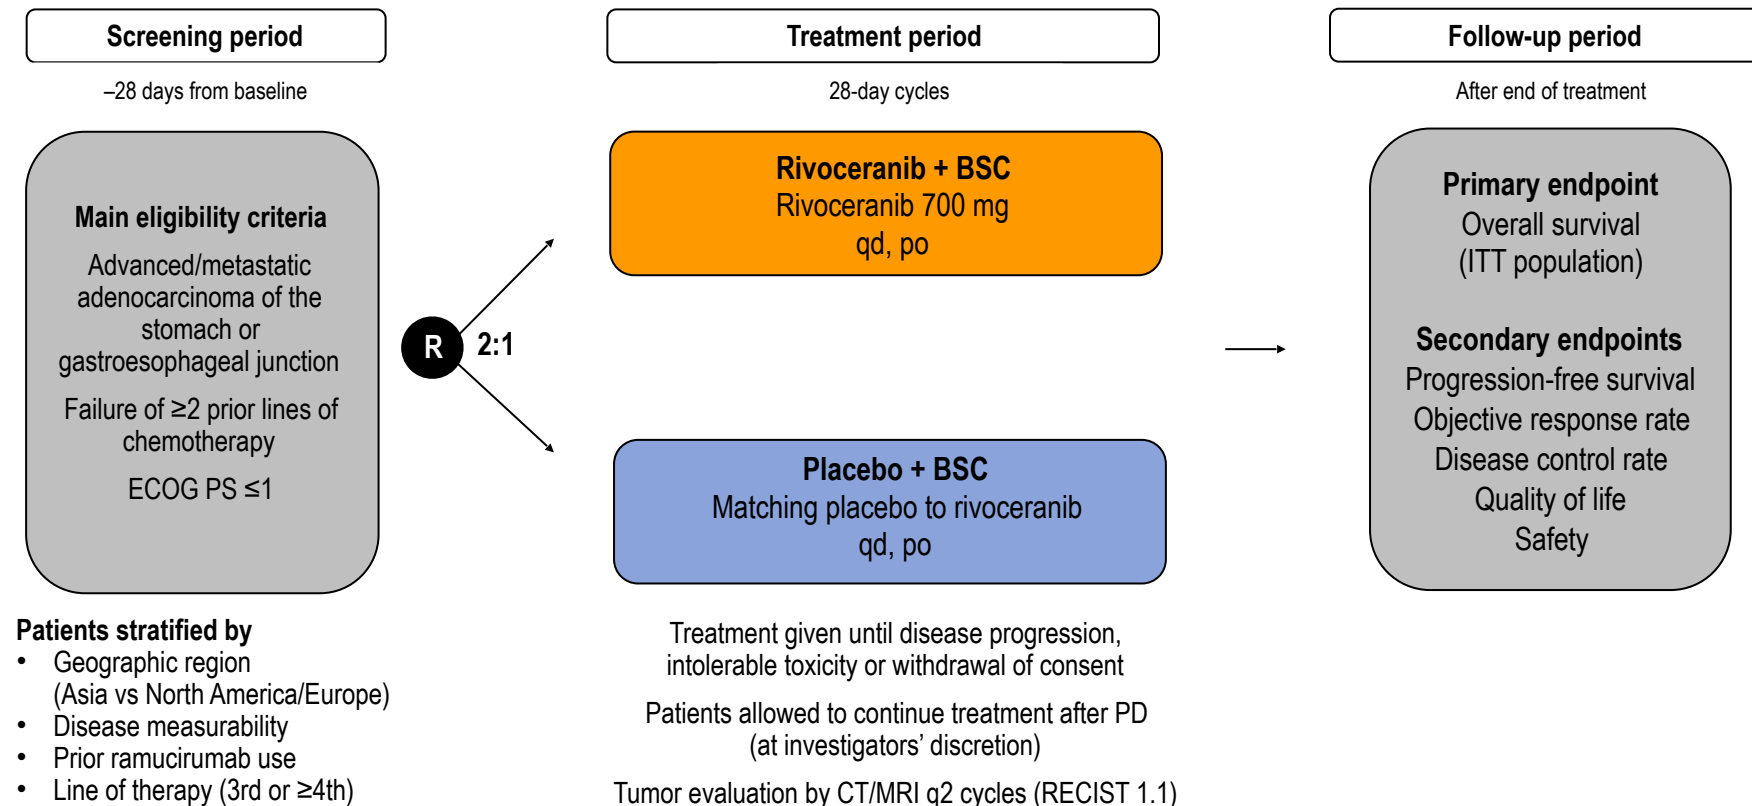 Screening period
–28 days from baseline
Main eligibility criteria
Advanced/metastatic
adenocarcinoma of the
stomach or
gastroesophageal junction
Failure of ≥2 prior lines of
chemotherapy
ECOG PS ≤1
Patients stratified by
• Geographic region
(Asia vs North America/Europe)
• Disease measurability
• Prior ramucirumab use
• Line of therapy (3rd or ≥4th)
R 2:1
Treatment period
28-day cycles
Rivoceranib + BSC
Rivoceranib 700 mg
qd, po
Placebo + BSC
Matching placebo to rivoceranib
qd, po
Treatment given until disease progression,
intolerable toxicity or withdrawal of consent
Patients allowed to continue treatment after PD
(at investigators’ discretion)
Tumor evaluation by CT/MRI q2 cycles (RECIST 1.1)
Follow-up period
After end of treatment
Primary endpoint
Overall survival
(ITT population)
Secondary endpoints
Progression-free survival
Objective response rate
Disease control rate
Quality of life
Safety